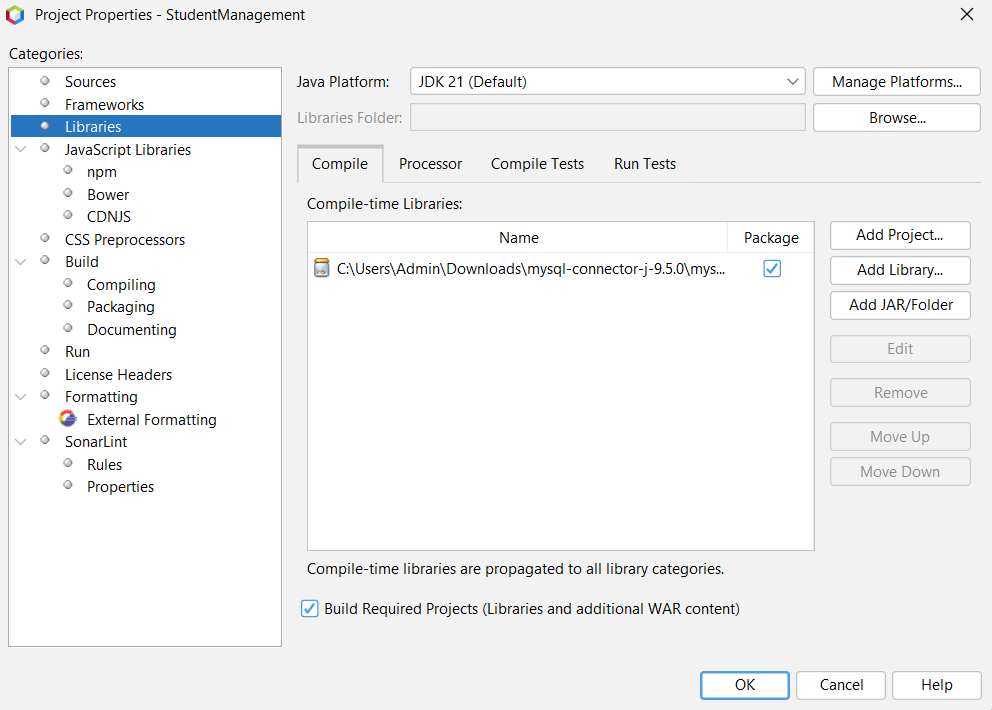 Project Properties - StudentManagement
Categories:
Sources
Frameworks
Libraries
JavaScript Libraries
npm
Bower
CDNJS
CSS Preprocessors
Build
Compiling
Packaging
Documenting
Run
License Headers
Formatting
External Formatting
SonarLint
Rules
Properties
Java Platform: JDK 21 (Default) Manage Platforms...
Libraries Folder: Browse...
Compile Processor Compile Tests Run Tests
Compile-time Libraries:
Name Package
C:\Users\Admin\Downloads\mysql-connector-j-9.5.0\mys...
Add Project...
Add Library...
Add JAR/Folder
Edit
Remove
Move Up
Move Down
Compile-time libraries are propagated to all library categories.
Build Required Projects (Libraries and additional WAR content)
OK Cancel Help